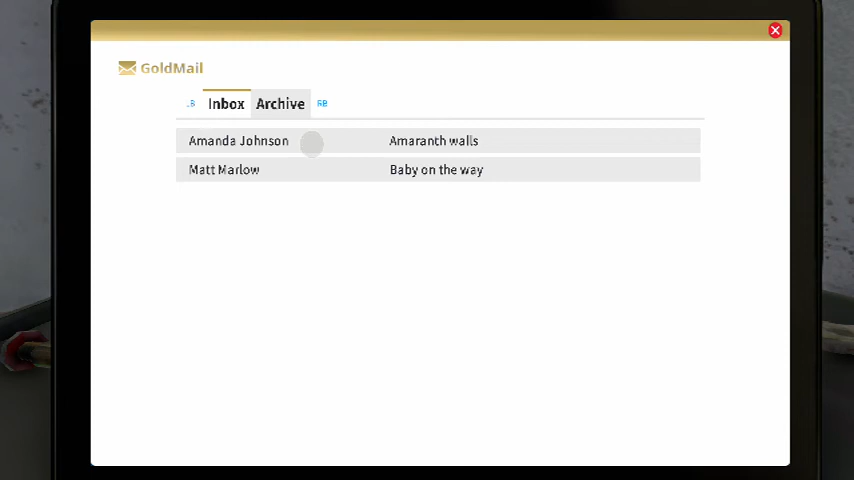 GoldMail
LB Inbox Archive RB
Amanda Johnson Amaranth walls
Matt Marlow Baby on the way